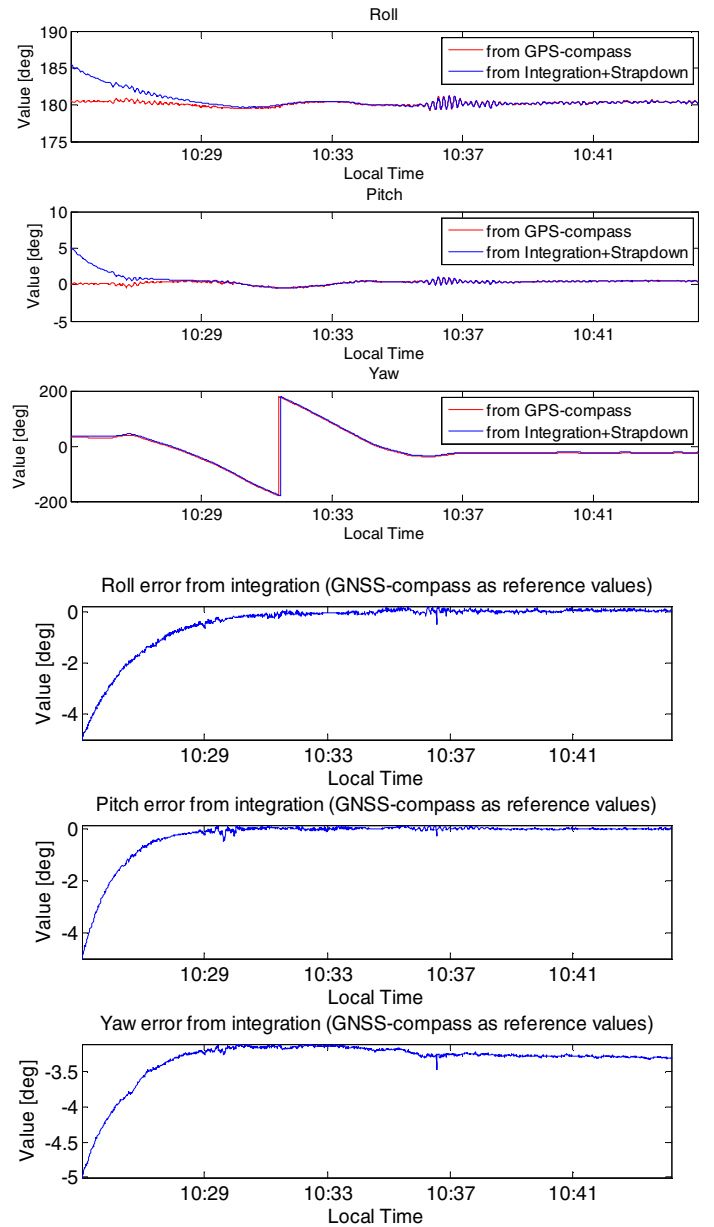 Roll
190
185
180
175
Value [deg]
from GPS-compass
from Integration+Strapdown
10:29 10:33 10:37 10:41
Local Time
Pitch
10
5
0
-5
Value [deg]
from GPS-compass
from Integration+Strapdown
10:29 10:33 10:37 10:41
Local Time
Yaw
200
0
-200
Value [deg]
from GPS-compass
from Integration+Strapdown
10:29 10:33 10:37 10:41
Local Time
Roll error from integration (GNSS-compass as reference values)
0
-2
-4
Value [deg]
10:29 10:33 10:37 10:41
Local Time
Pitch error from integration (GNSS-compass as reference values)
0
-2
-4
Value [deg]
10:29 10:33 10:37 10:41
Local Time
Yaw error from integration (GNSS-compass as reference values)
-3.5
-4
-4.5
-5
Value [deg]
10:29 10:33 10:37 10:41
Local Time